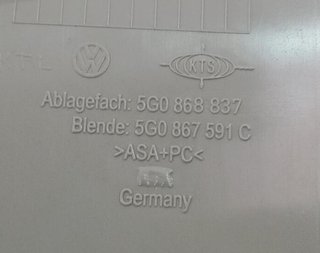 KTS
Ablagefach: 5G0 868 837
Blende: 5G0 867 591 C
>ASA+PC<
Germany